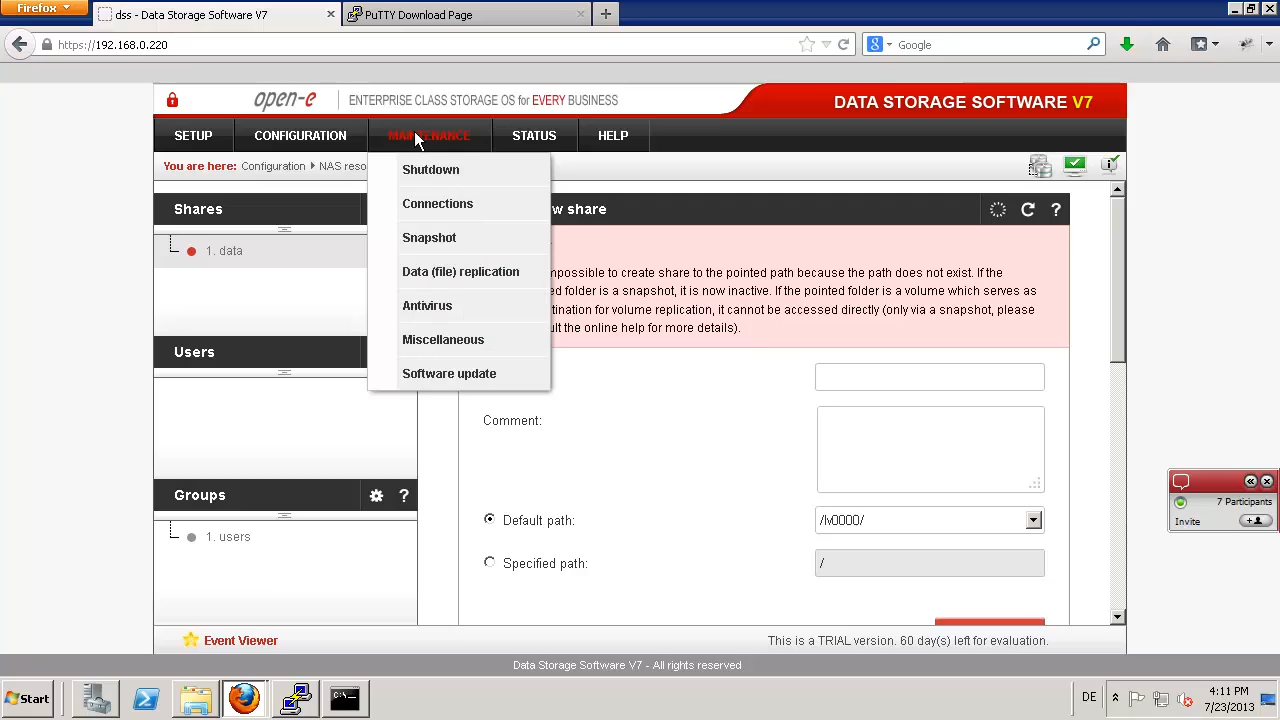 Firefox
dss - Data Storage Software V7
PuTTY Download Page
https://192.168.0.220
Google
open-e
ENTERPRISE CLASS STORAGE OS for EVERY BUSINESS
DATA STORAGE SOFTWARE V7
SETUP
CONFIGURATION
MAINTENANCE
STATUS
HELP
You are here: Configuration NAS reso
Shutdown
Connections
Snapshot
Data (file) replication
Antivirus
Miscellaneous
Software update
Shares
1. data
Users
Groups
1. users
w share
mpossible to create share to the pointed path because the path does not exist. If the
ed folder is a snapshot, it is now inactive. If the pointed folder is a volume which serves as
tination for volume replication, it cannot be accessed directly (only via a snapshot, please
ult the online help for more details).
Comment:
Default path:
/lv0000/
Specified path:
/
7 Participants
Invite
Event Viewer
This is a TRIAL version. 60 day(s) left for evaluation.
Data Storage Software V7 - All rights reserved
Start
DE
4:11 PM
7/23/2013